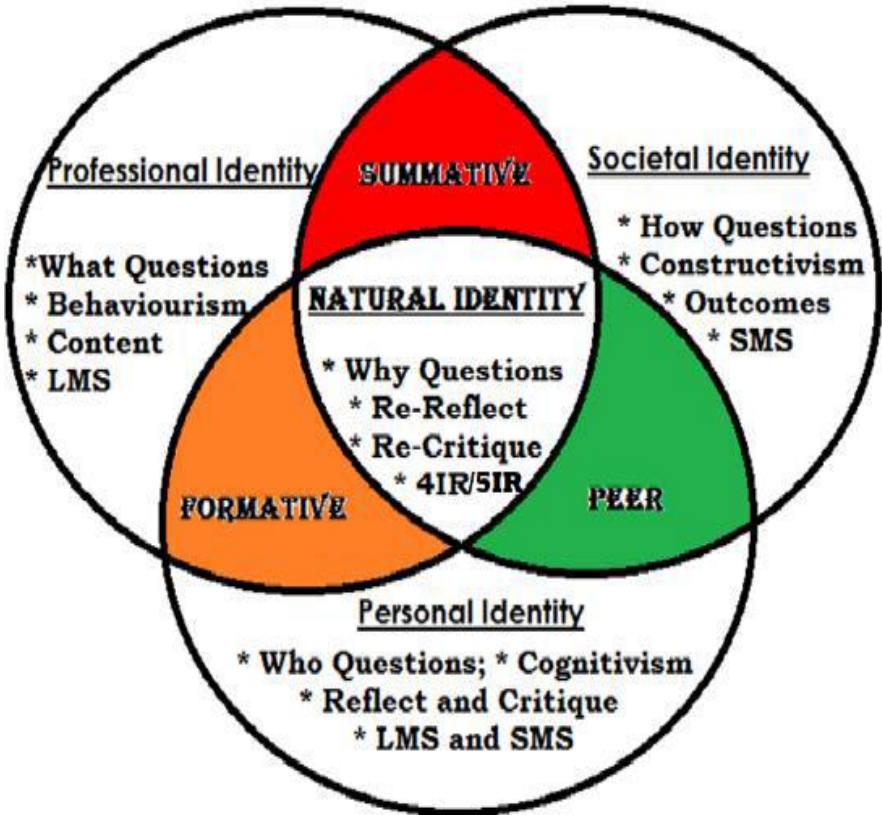 SUMMATIVE
Professional Identity
*What Questions
* Behaviourism
* Content
* LMS
Societal Identity
* How Questions
* Constructivism
* Outcomes
* SMS
NATURAL IDENTITY
* Why Questions
* Re-Reflect
* Re-Critique
* 4IR/5IR
FORMATIVE
PEER
Personal Identity
* Who Questions; * Cognitivism
* Reflect and Critique
* LMS and SMS